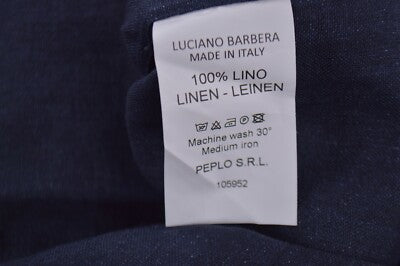 LUCIANO BARBERA
MADE IN ITALY
100% LINO
LINEN - LEINEN
Machine wash 30°
Medium iron
PEPLO S.R.L.
105952